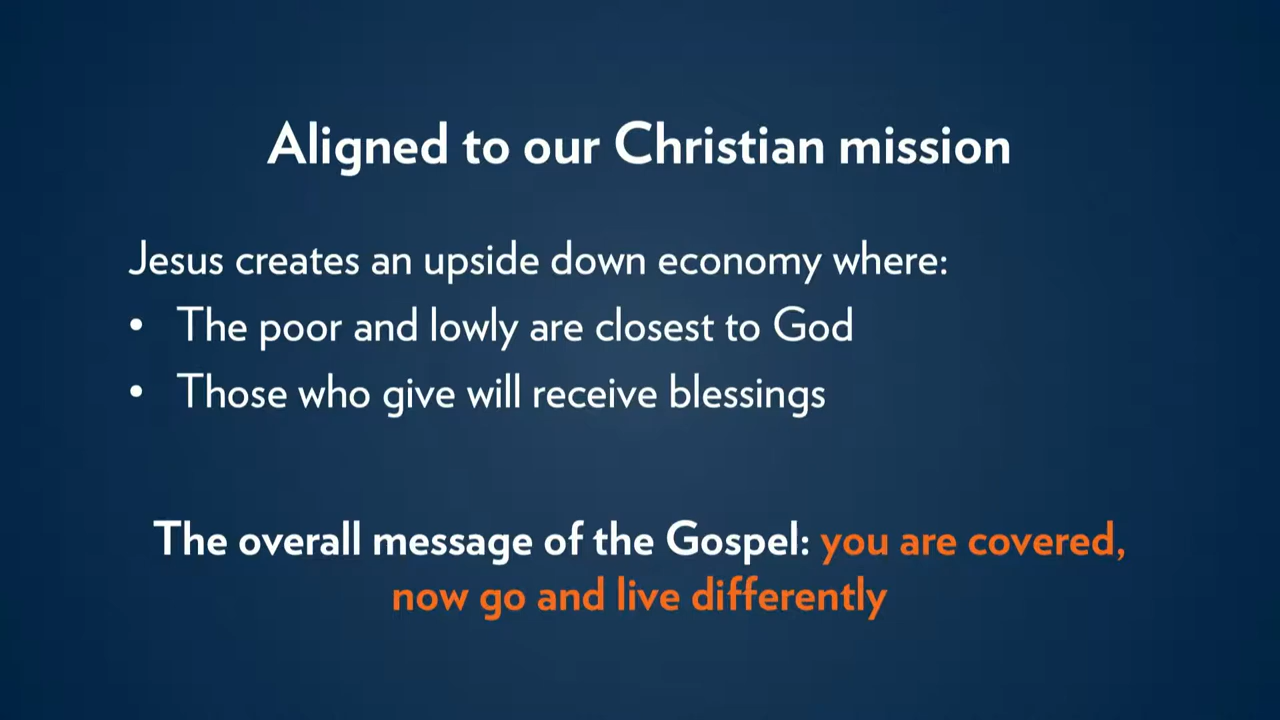 Aligned to our Christian mission
Jesus creates an upside down economy where:
• The poor and lowly are closest to God
• Those who give will receive blessings
The overall message of the Gospel: you are covered,
now go and live differently